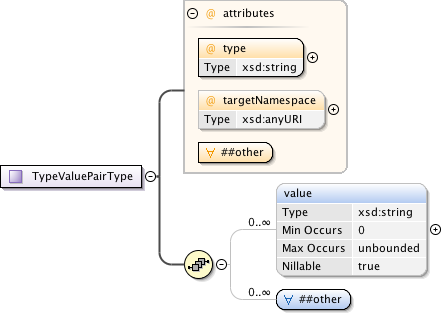 @ attributes
@ type
Type xsd:string
@ targetNamespace
Type xsd:anyURI
∀ ##other
TypeValuePairType
value
0..∞
Type xsd:string
Min Occurs 0
Max Occurs unbounded
Nillable true
0..∞
∀ ##other